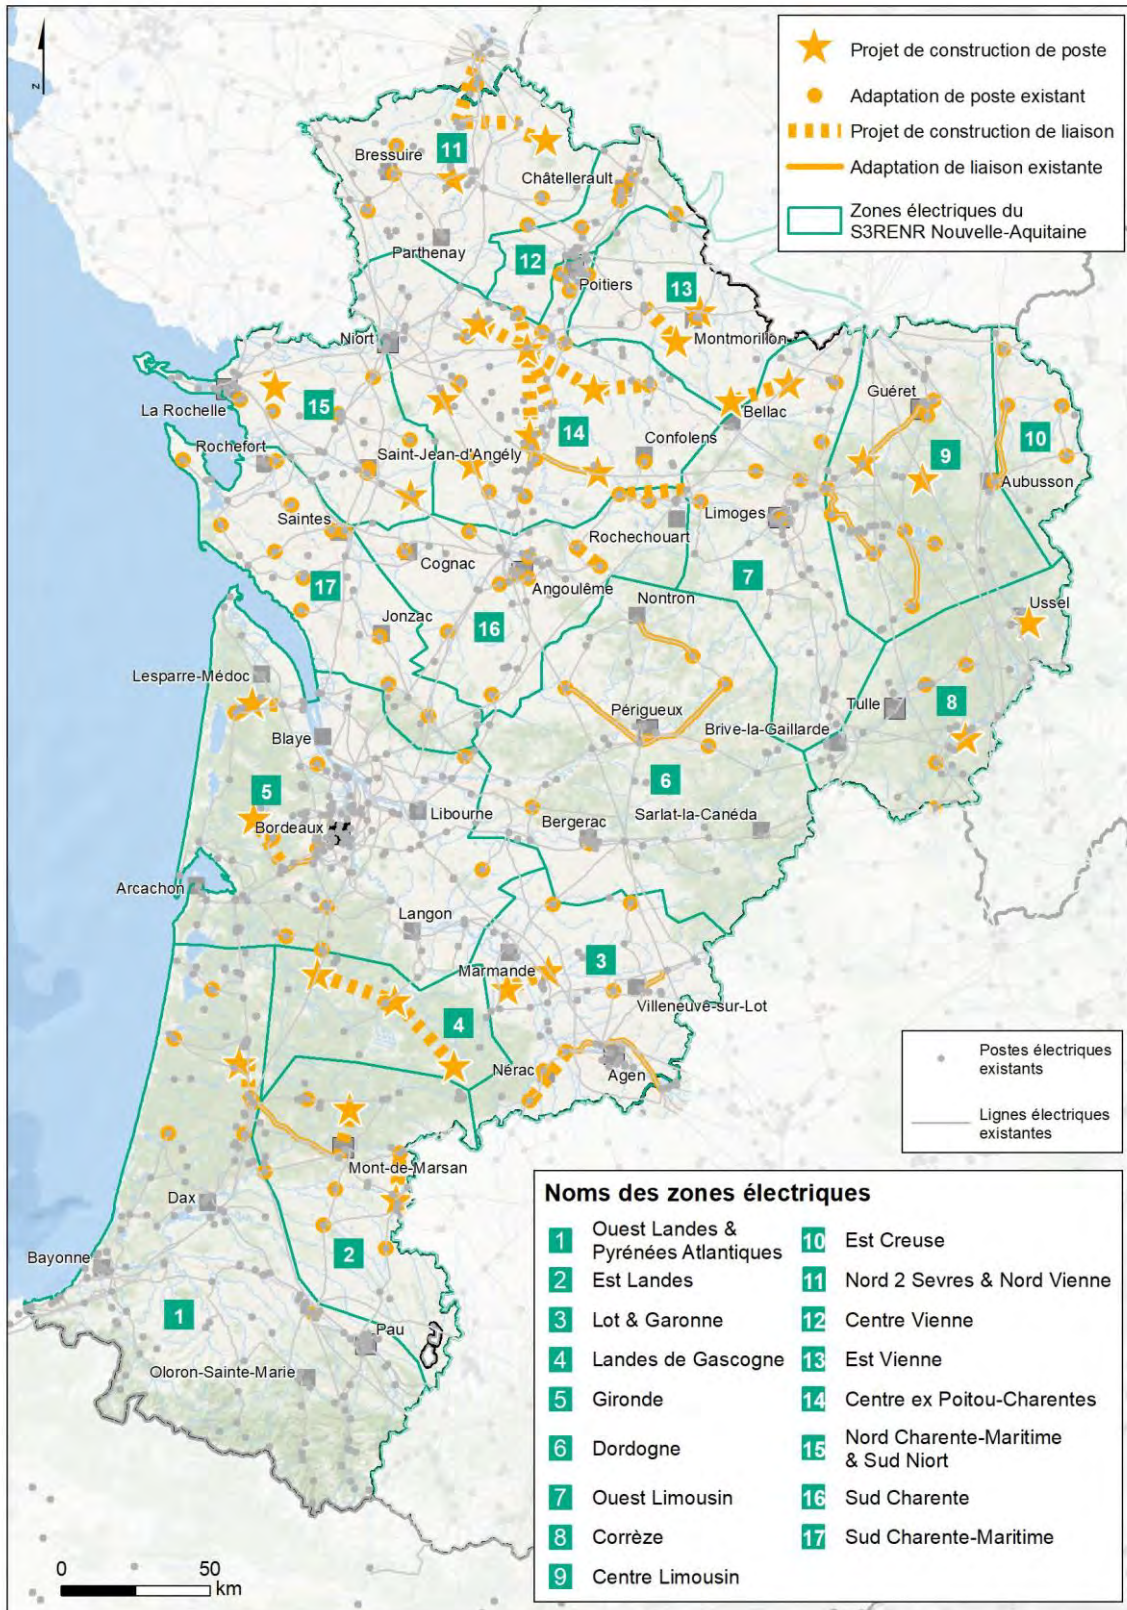 Projet de construction de poste
Adaptation de poste existant
Projet de construction de liaison
Adaptation de liaison existante
Zones électriques du
S3RENR Nouvelle-Aquitaine
N
Bressuire
11
Châtellerault
Parthenay
12
Poitiers
13
Montmorillon
Niort
La Rochelle
15
Bellac
Guéret
Rochefort
14
Confolens
Saint-Jean-d'Angély
9
10
Aubusson
Saintes
Limoges
Rochechouart
Cognac
Angoulême
7
17
Nontron
Ussel
Jonzac
16
Lesparre-Médoc
Tulle
8
Périgueux
Blaye
Brive-la-Gaillarde
6
5
Libourne
Bordeaux
Bergerac
Sarlat-la-Canéda
Arcachon
Langon
Marmande
3
Villeneuve-sur-Lot
4
Nérac
Agen
Postes électriques
existants
Lignes électriques
existantes
Mont-de-Marsan
Dax
2
Bayonne
1
Pau
Oloron-Sainte-Marie
Noms des zones électriques
1 Ouest Landes &
Pyrénées Atlantiques
2 Est Landes
3 Lot & Garonne
4 Landes de Gascogne
5 Gironde
6 Dordogne
7 Ouest Limousin
8 Corrèze
9 Centre Limousin
10 Est Creuse
11 Nord 2 Sevres & Nord Vienne
12 Centre Vienne
13 Est Vienne
14 Centre ex Poitou-Charentes
15 Nord Charente-Maritime
& Sud Niort
16 Sud Charente
17 Sud Charente-Maritime
0 50
km